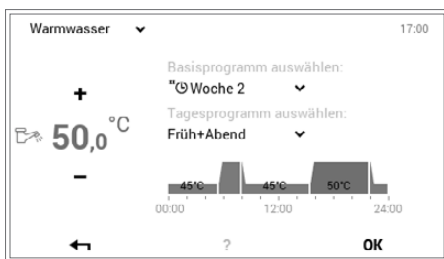 Warmwasser
17:00
Basisprogramm auswählen:
"Woche 2
Tagesprogramm auswählen:
Früh+Abend
+
50,0 °C
−
45°C 45°C 50°C
00:00 12:00 24:00
? OK